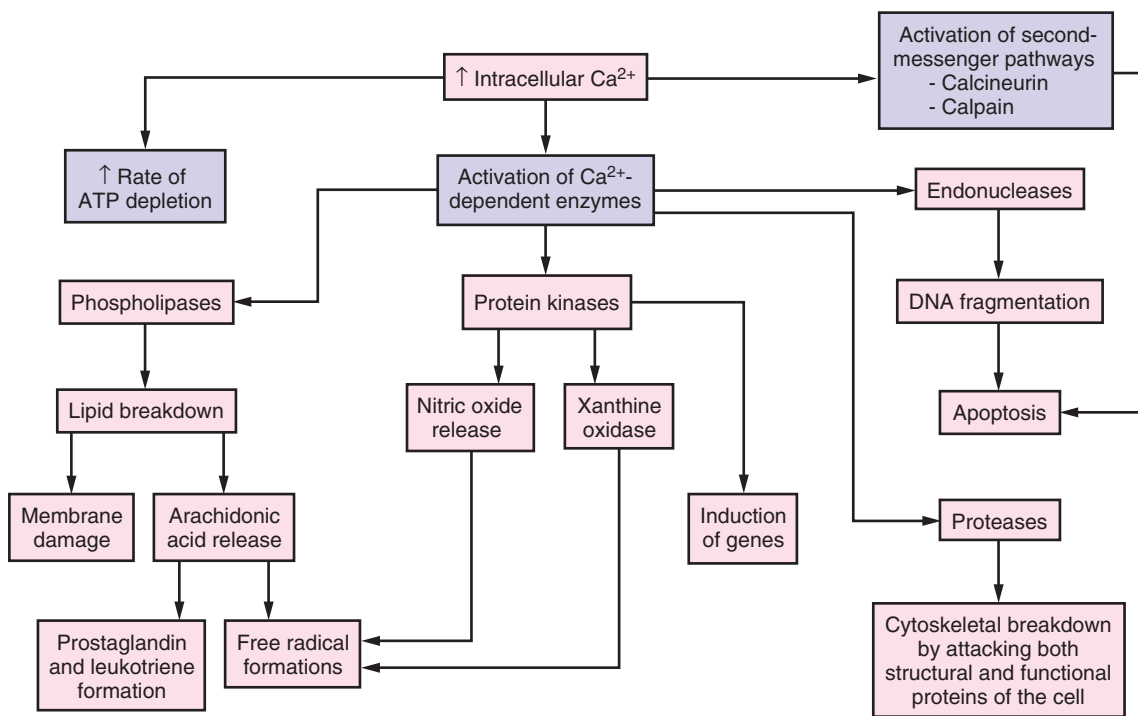 Activation of second-
messenger pathways
- Calcineurin
- Calpain
↑ Intracellular Ca²⁺
↑ Rate of
ATP depletion
Activation of Ca²⁺-
dependent enzymes
Endonucleases
Phospholipases
Protein kinases
DNA fragmentation
Lipid breakdown
Nitric oxide
release
Xanthine
oxidase
Apoptosis
Membrane
damage
Arachidonic
acid release
Induction
of genes
Proteases
Prostaglandin
and leukotriene
formation
Free radical
formations
Cytoskeletal breakdown
by attacking both
structural and functional
proteins of the cell